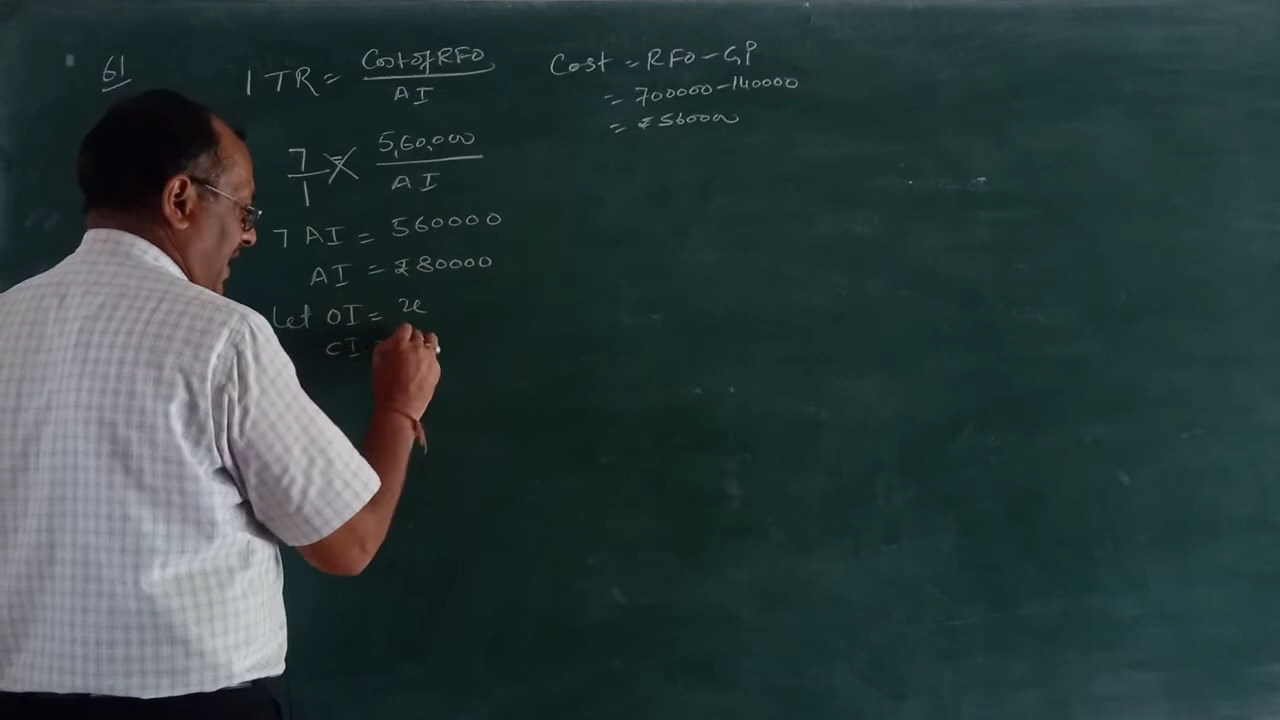 61
ITR = Cost of RFO / AI
7/1 = 5,60,000 / AI
7 AI = 560000
AI = ₹80000
Let OI = x
CI =
Cost = RFO - GP
= 700000 - 140000
= ₹560000